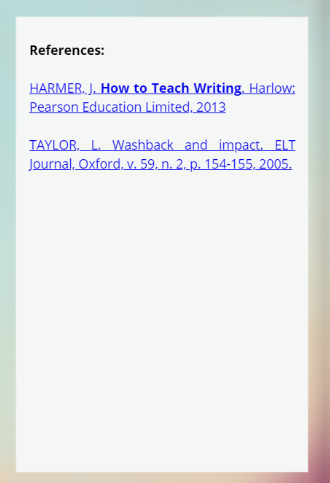 References:
HARMER, J. How to Teach Writing. Harlow:
Pearson Education Limited, 2013
TAYLOR, L. Washback and impact. ELT
Journal, Oxford, v. 59, n. 2, p. 154-155, 2005.